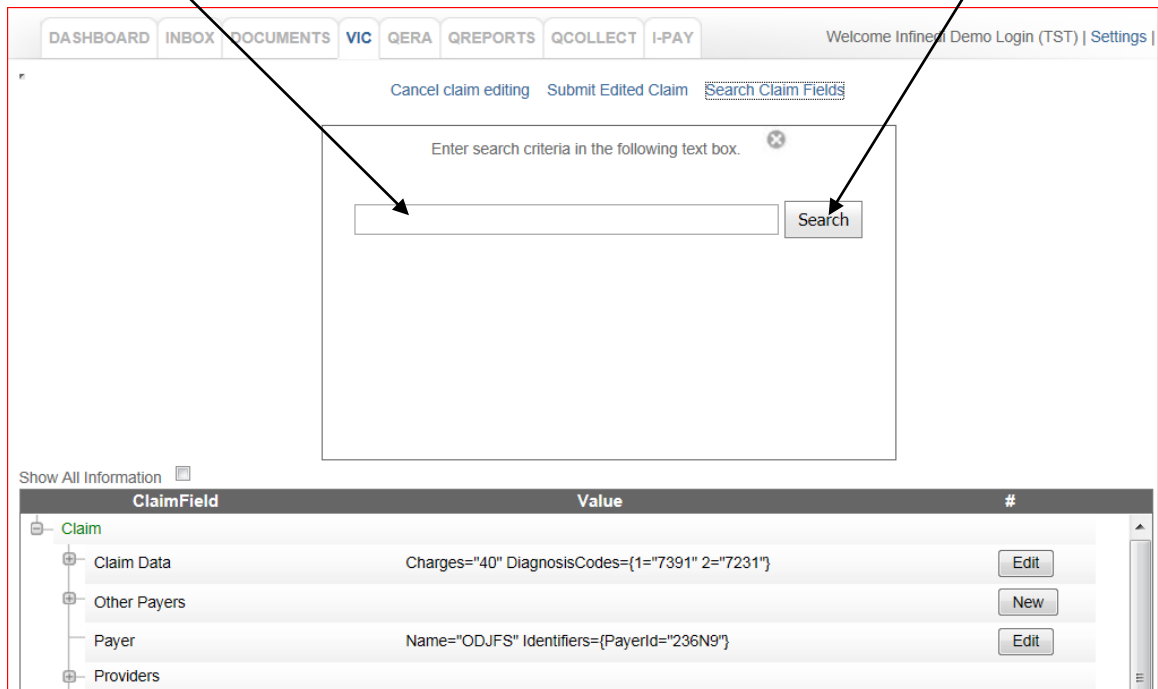 DASHBOARD INBOX DOCUMENTS VIC QERA QREPORTS QCOLLECT I-PAY Welcome Infinedi Demo Login (TST) | Settings |
Cancel claim editing Submit Edited Claim Search Claim Fields
Enter search criteria in the following text box.
Search
Show All Information
ClaimField Value #
Claim
Claim Data Charges="40" DiagnosisCodes={1="7391" 2="7231"} Edit
Other Payers New
Payer Name="ODJFS" Identifiers={PayerId="236N9"} Edit
Providers